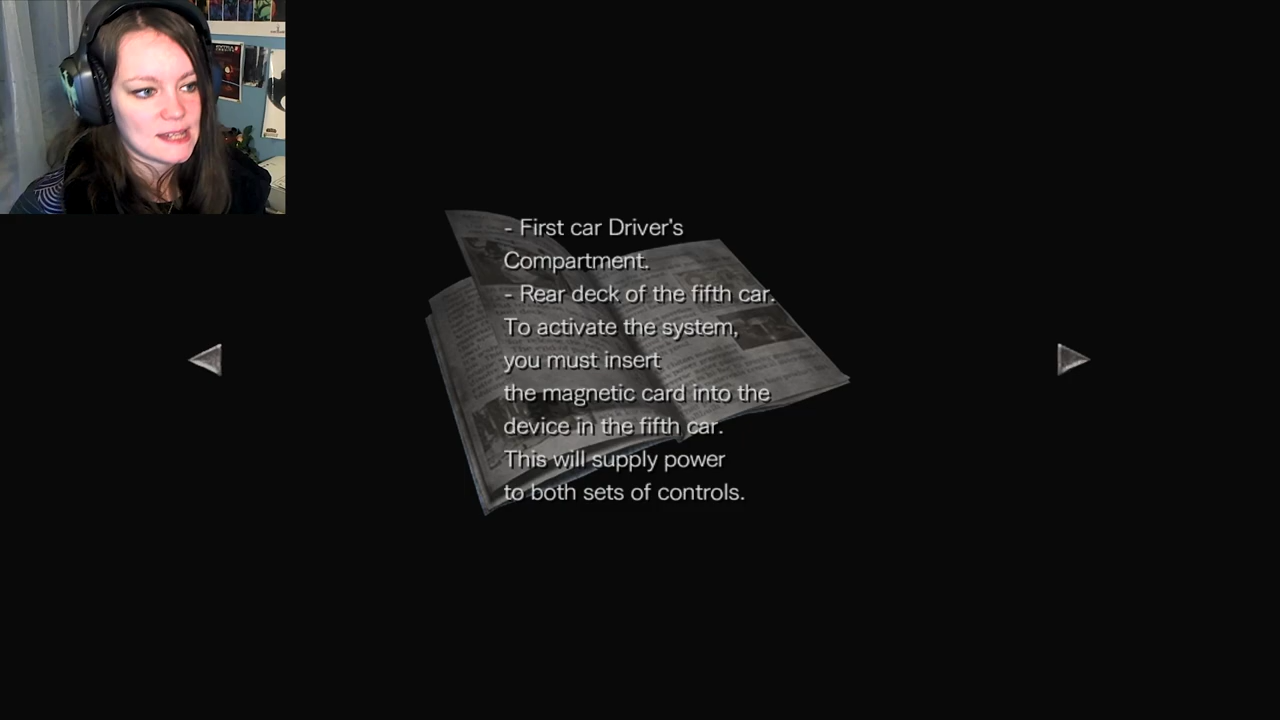 - First car Driver's
Compartment.
- Rear deck of the fifth car.
To activate the system,
you must insert
the magnetic card into the
device in the fifth car.
This will supply power
to both sets of controls.